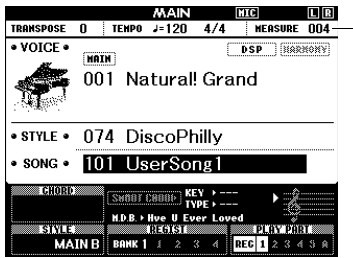 MAIN MIC L R
TRANSPOSE 0 TEMPO ♩=120 4/4 MEASURE 004
• VOICE • DSP HARMONY
MAIN
001 Natural! Grand
• STYLE • 074 DiscoPhilly
• SONG • 101 UserSong1
CHORD
SMART CHORD KEY ▸ ---
TYPE ▸ ---
M.D.B. ▸ Hve U Ever Loved
STYLE REGIST PLAY PART
MAIN B BANK 1 1 2 3 4 REC 1 2 3 4 5 A